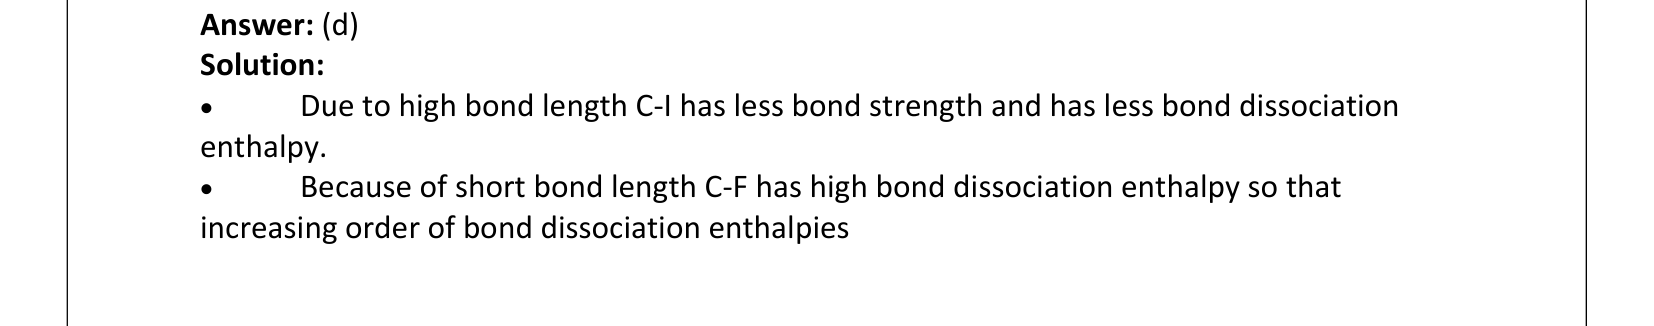 Answer: (d)
Solution:
• Due to high bond length C-I has less bond strength and has less bond dissociation
enthalpy.
• Because of short bond length C-F has high bond dissociation enthalpy so that
increasing order of bond dissociation enthalpies